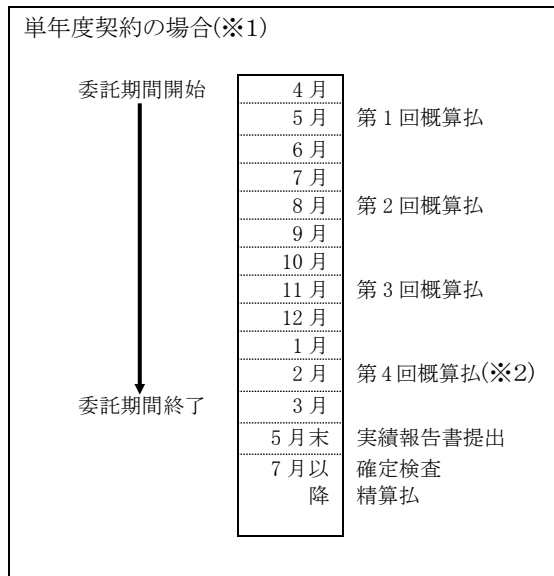 単年度契約の場合(※1)
委託期間開始 4月
5月 第1回概算払
6月
7月
8月 第2回概算払
9月
10月
11月 第3回概算払
12月
1月
2月 第4回概算払(※2)
委託期間終了 3月
5月末 実績報告書提出
7月以 確定検査
降 精算払